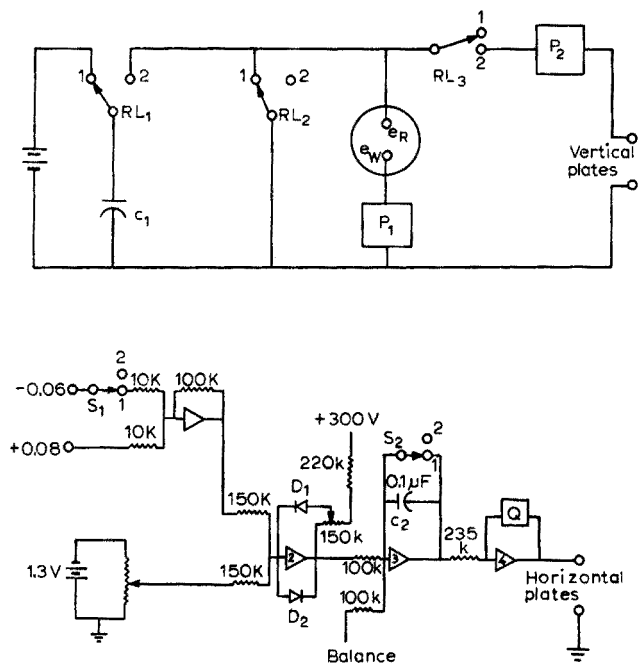 1
2
RL1
C1
1
2
RL2
eR
eW
P1
1
2
RL3
P2
Vertical
plates
-0.06
S1
2
1
10K
100K
+0.08
10K
150K
1.3V
150K
D1
2
D2
+300V
220k
150k
S2
2
1
0.1μF
C2
100k
3
100k
Balance
235
k
4
Q
Horizontal
plates